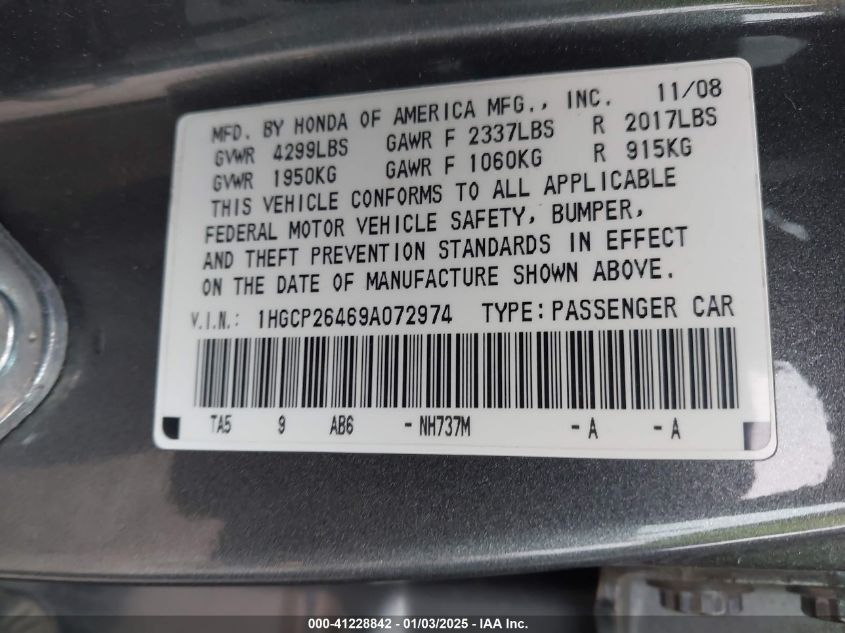 MFD. BY HONDA OF AMERICA MFG., INC. 11/08
GVWR 4299LBS GAWR F 2337LBS R 2017LBS
GVWR 1950KG GAWR F 1060KG R 915KG
THIS VEHICLE CONFORMS TO ALL APPLICABLE
FEDERAL MOTOR VEHICLE SAFETY, BUMPER,
AND THEFT PREVENTION STANDARDS IN EFFECT
ON THE DATE OF MANUFACTURE SHOWN ABOVE.
V.I.N.: 1HGCP26469A072974 TYPE: PASSENGER CAR
TA5 9 AB6 -NH737M -A -A
000-41228842 - 01/03/2025 - IAA Inc.